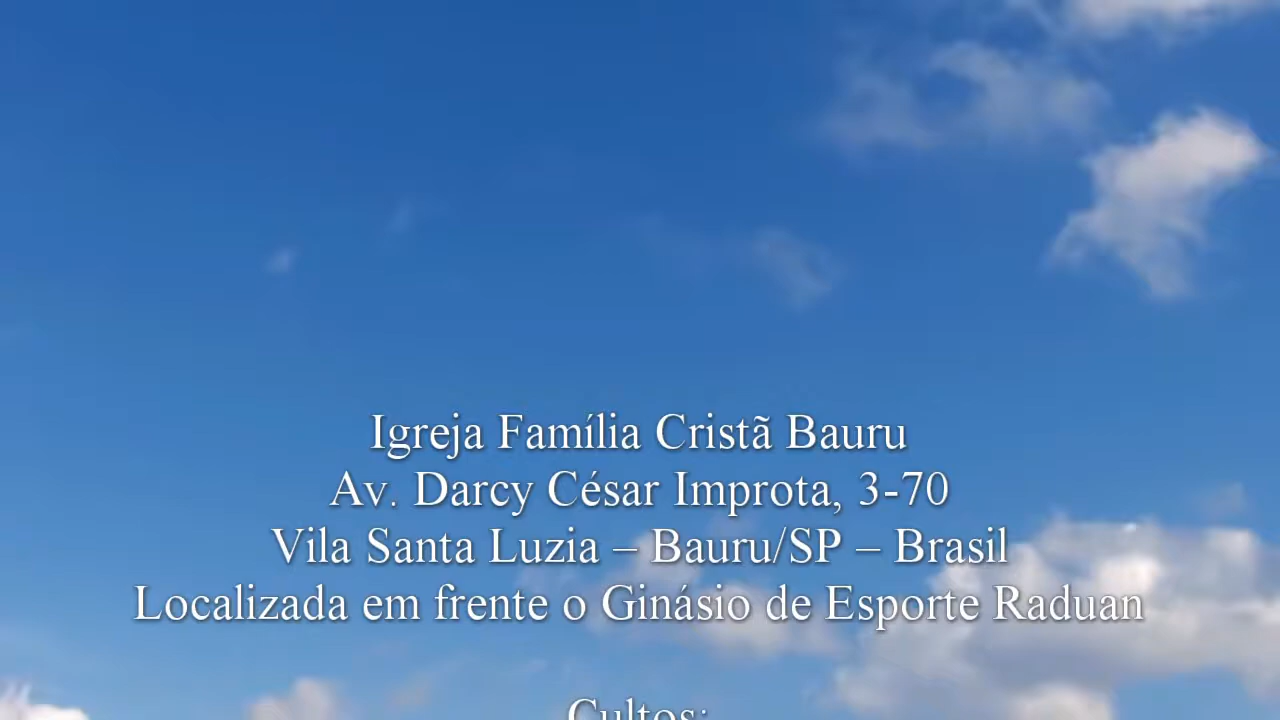 Igreja Família Cristã Bauru
Av. Darcy César Improta, 3-70
Vila Santa Luzia – Bauru/SP – Brasil
Localizada em frente o Ginásio de Esporte Raduan
Cultos: